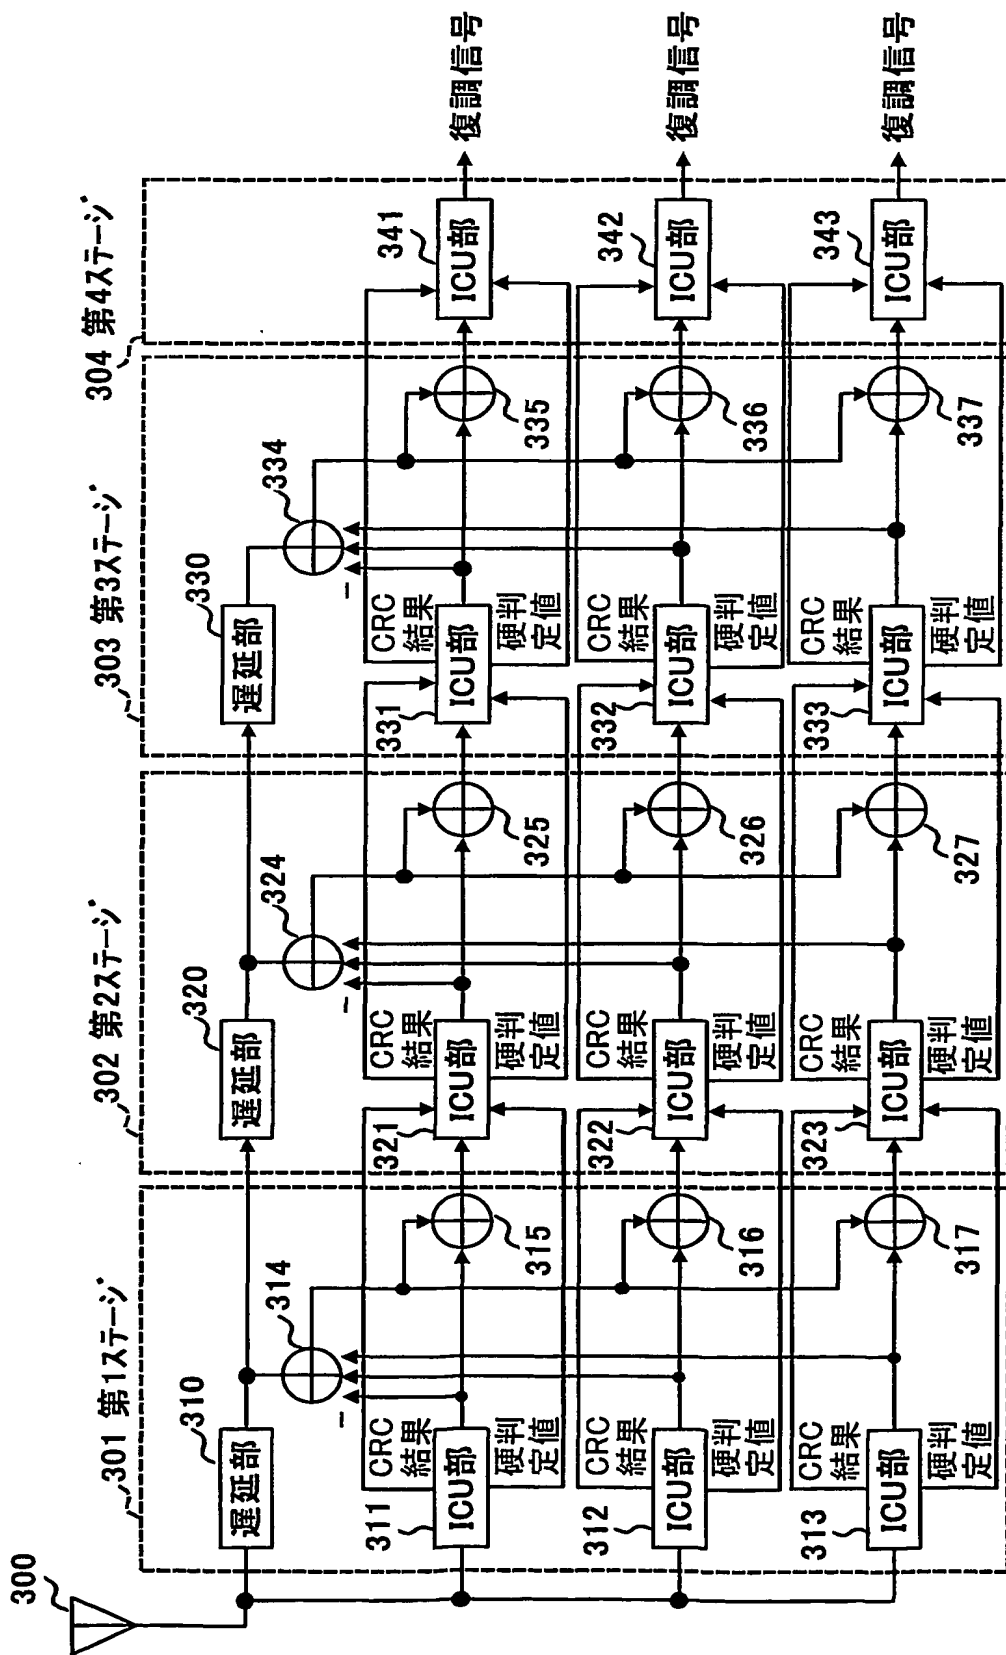 300
301 第1ステージ
302 第2ステージ
303 第3ステージ
304 第4ステージ
310
遅延部
320
遅延部
330
遅延部
314
324
334
−
−
−
CRC
結果
311
ICU部
硬判
定値
315
CRC
結果
321
ICU部
硬判
定値
325
CRC
結果
331
ICU部
硬判
定値
335
341
ICU部
復調信号
CRC
結果
312
ICU部
硬判
定値
316
CRC
結果
322
ICU部
硬判
定値
326
CRC
結果
332
ICU部
硬判
定値
336
342
ICU部
復調信号
CRC
結果
313
ICU部
硬判
定値
317
CRC
結果
323
ICU部
硬判
定値
327
CRC
結果
333
ICU部
硬判
定値
337
343
ICU部
復調信号